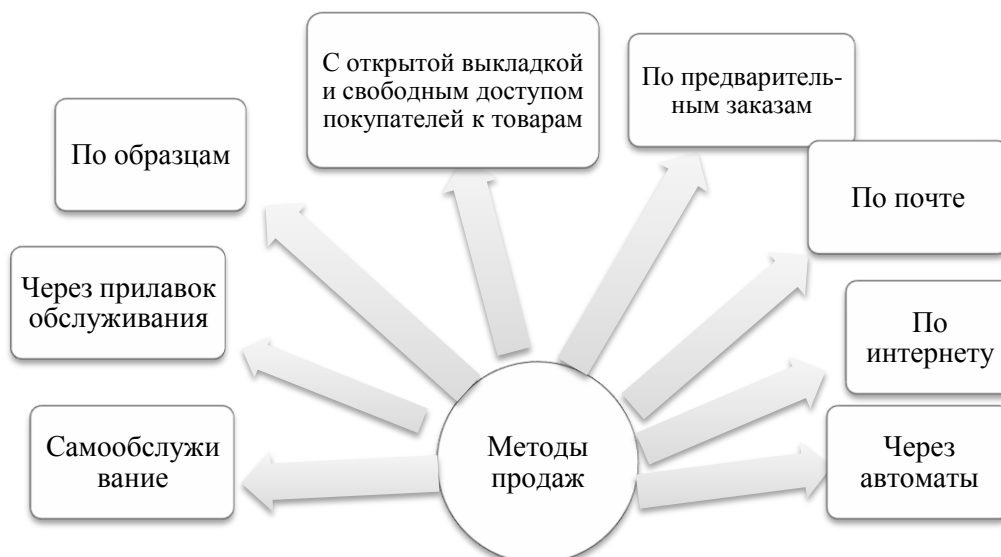 С открытой выкладкой
и свободным доступом
покупателей к товарам
По предваритель-
ным заказам
По образцам
По почте
Через прилавок
обслуживания
По
интернету
Самообслужи
вание
Методы
продаж
Через
автоматы